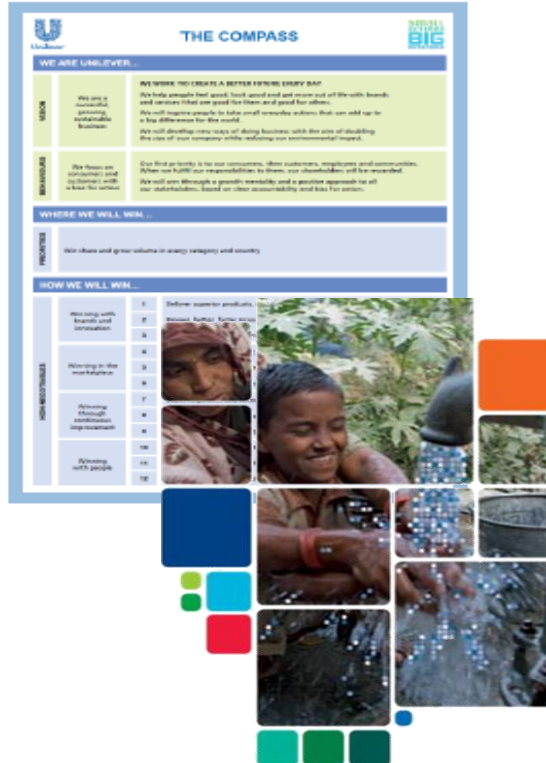 Unilever
THE COMPASS
SMALL
ACTIONS
BIG
WE ARE UNILEVER...
VISION
We are a
successful,
growing,
sustainable
business
WE WORK TO CREATE A BETTER FUTURE EVERY DAY
We help people feel good, look good and get more out of life with brands
and services that are good for them and good for others.
We will inspire people to take small everyday actions that can add up to
a big difference for the world.
We will develop new ways of doing business with the aim of doubling
the size of our company while reducing our environmental impact.
BEHAVIOURS
We focus on
consumers and
customers with
a bias for action
Our first priority is to our consumers, then customers, employees and communities.
When we fulfil our responsibilities to them, our shareholders will be rewarded.
We will win through a growth mentality and a positive approach to all
our stakeholders, based on clear accountability and bias for action.
WHERE WE WILL WIN...
PRIORITIES
Win share and grow volume in every category and country
HOW WE WILL WIN...
NON-NEGOTIABLES
Winning with
brands and
innovation
1 Deliver superior products,
2 Bigger, better, faster
3
Winning in the
marketplace
4
5
6
Winning
through
continuous
improvement
7
8
9
Winning
with people
10
11
12